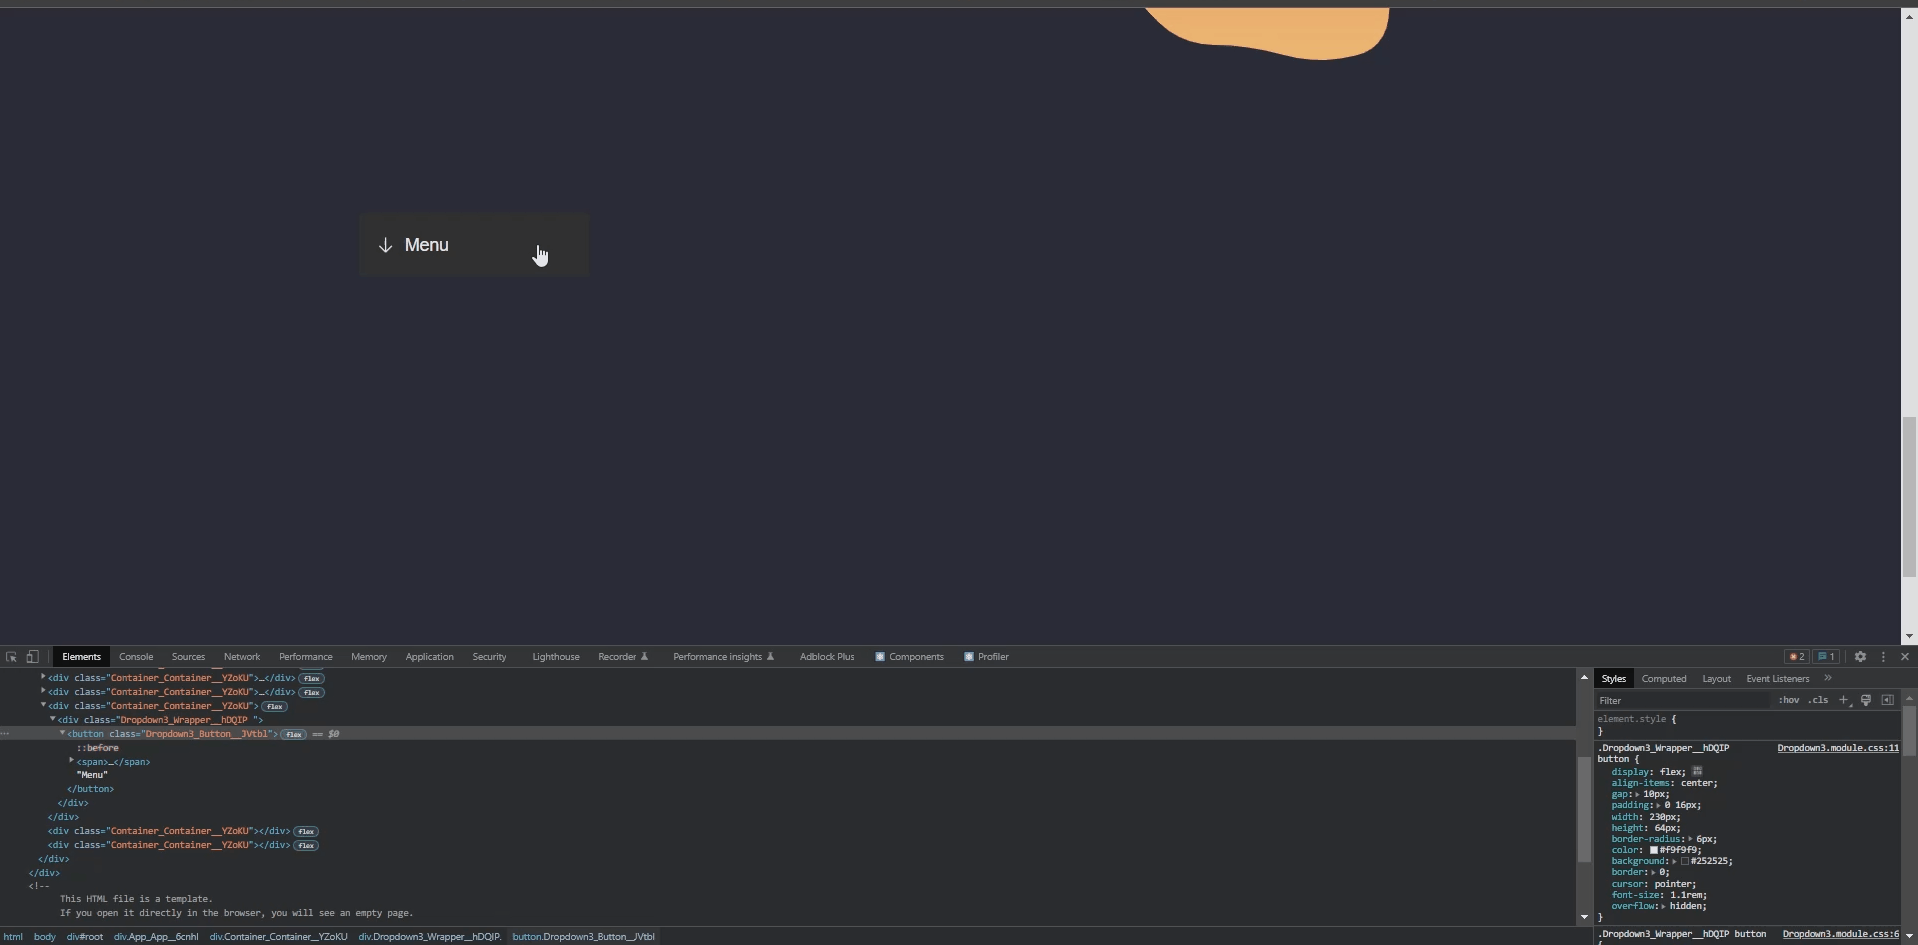 Menu
Elements Console Sources Network Performance Memory Application Security Lighthouse Recorder Performance insights Adblock Plus Components Profiler 2 1
<div class="Container_Container__YZoKU">…</div> flex
<div class="Container_Container__YZoKU">…</div> flex
<div class="Container_Container__YZoKU"> flex
<div class="Dropdown3_Wrapper__hDQIP ">
<button class="Dropdown3_Button__JVtbl"> flex == $0
::before
<span>…</span>
"Menu"
</button>
</div>
</div>
<div class="Container_Container__YZoKU"></div> flex
<div class="Container_Container__YZoKU"></div> flex
</div>
</div>
<!--
This HTML file is a template.
If you open it directly in the browser, you will see an empty page.
html body div#root div.App_App__6cnhl div.Container_Container__YZoKU div.Dropdown3_Wrapper__hDQIP. button.Dropdown3_Button__JVtbl
Styles Computed Layout Event Listeners »
Filter :hov .cls +
element.style {
}
.Dropdown3_Wrapper__hDQIP Dropdown3.module.css:11
button {
display: flex;
align-items: center;
gap: 10px;
padding: 0 16px;
width: 230px;
height: 64px;
border-radius: 6px;
color: #f9f9f9;
background: #252525;
border: 0;
cursor: pointer;
font-size: 1.1rem;
overflow: hidden;
}
.Dropdown3_Wrapper__hDQIP button Dropdown3.module.css:6